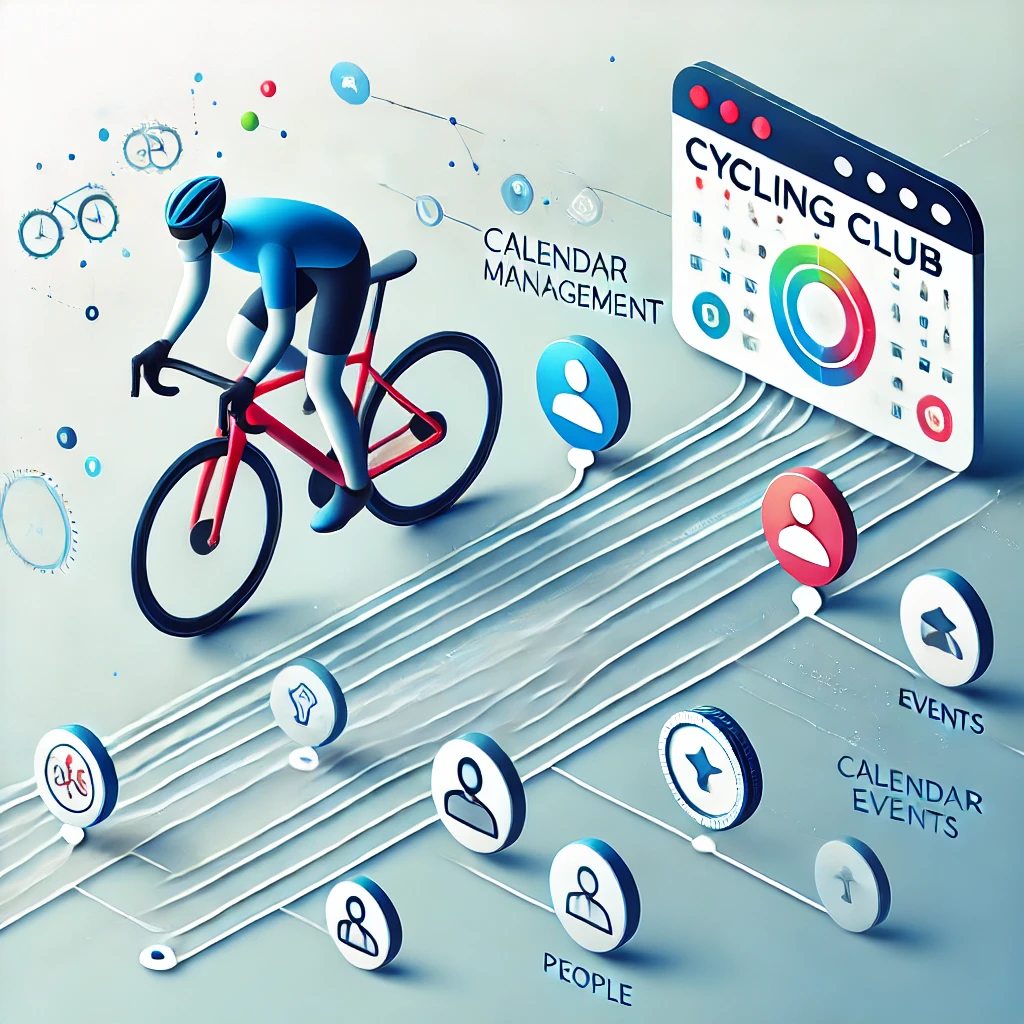 CYCLING CLUB
CALENDAR
MANAGEMENT
EVENTS
CALENDAR
EVENTS
PEOPLE